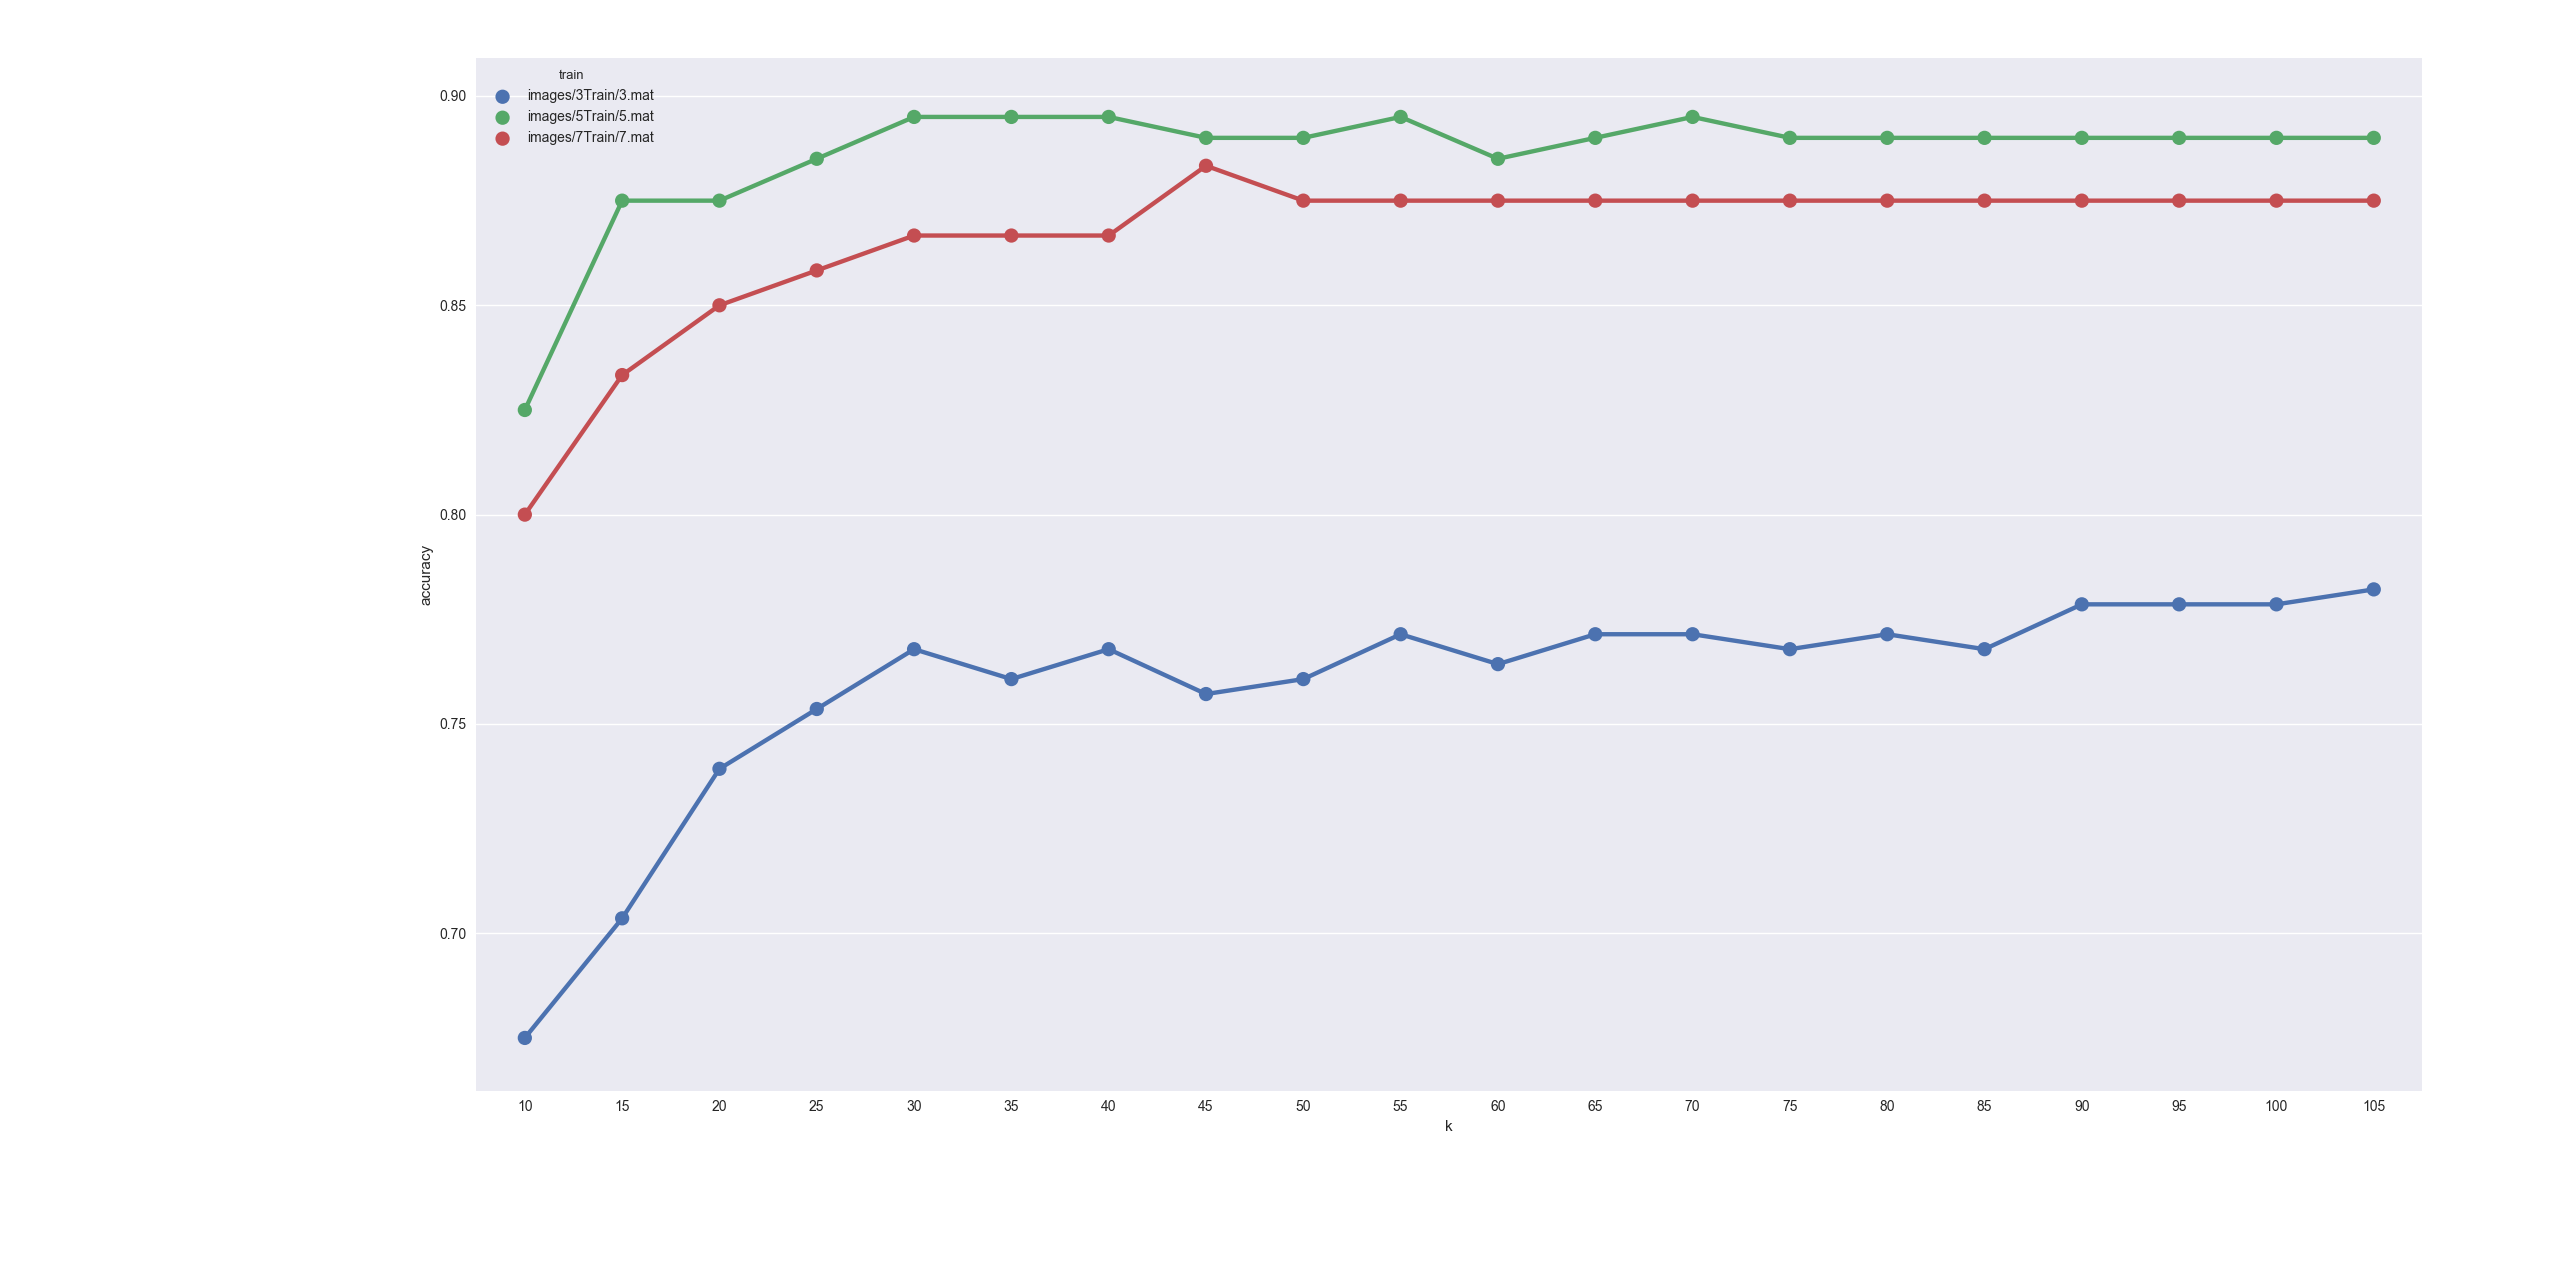 train
images/3Train/3.mat
images/5Train/5.mat
images/7Train/7.mat
0.90
0.85
0.80
0.75
0.70
accuracy
10 15 20 25 30 35 40 45 50 55 60 65 70 75 80 85 90 95 100 105
k